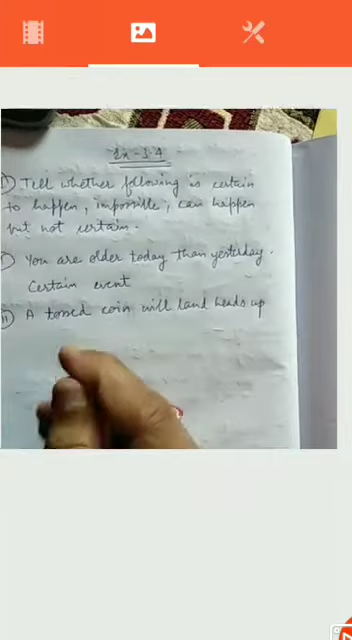 Ex - 3.4
1) Tell whether following is certain
to happen, impossible, can happen
but not certain.
i) You are older today than yesterday.
Certain event
ii) A tossed coin will land heads up